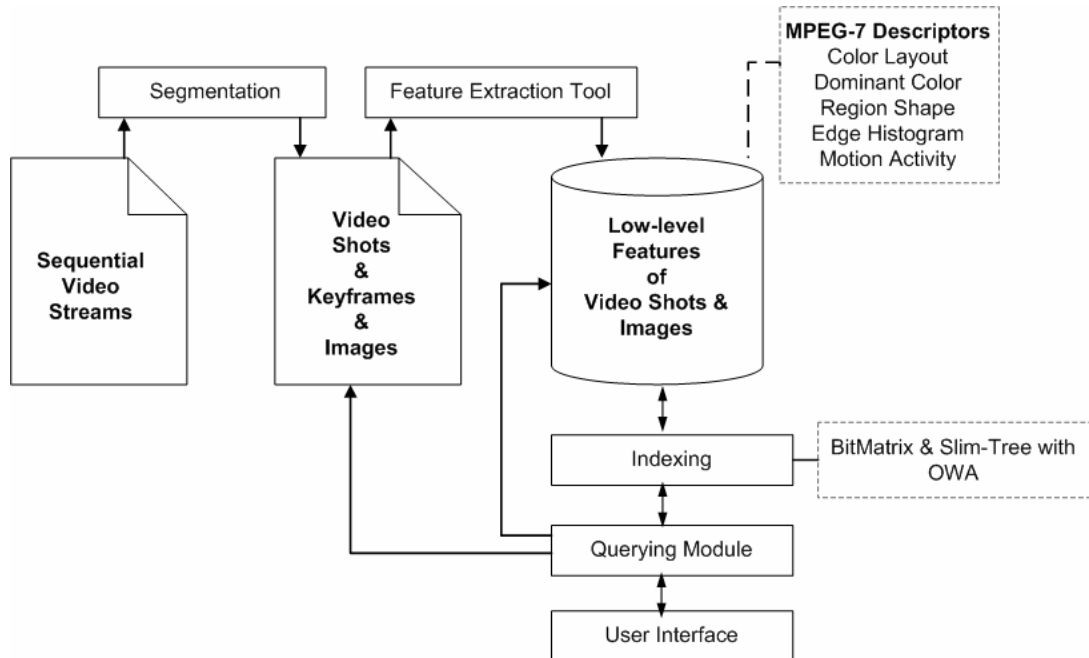 MPEG-7 Descriptors
Color Layout
Dominant Color
Region Shape
Edge Histogram
Motion Activity
Segmentation
Feature Extraction Tool
Sequential
Video
Streams
Video
Shots
&
Keyframes
&
Images
Low-level
Features
of
Video Shots &
Images
Indexing
BitMatrix & Slim-Tree with
OWA
Querying Module
User Interface